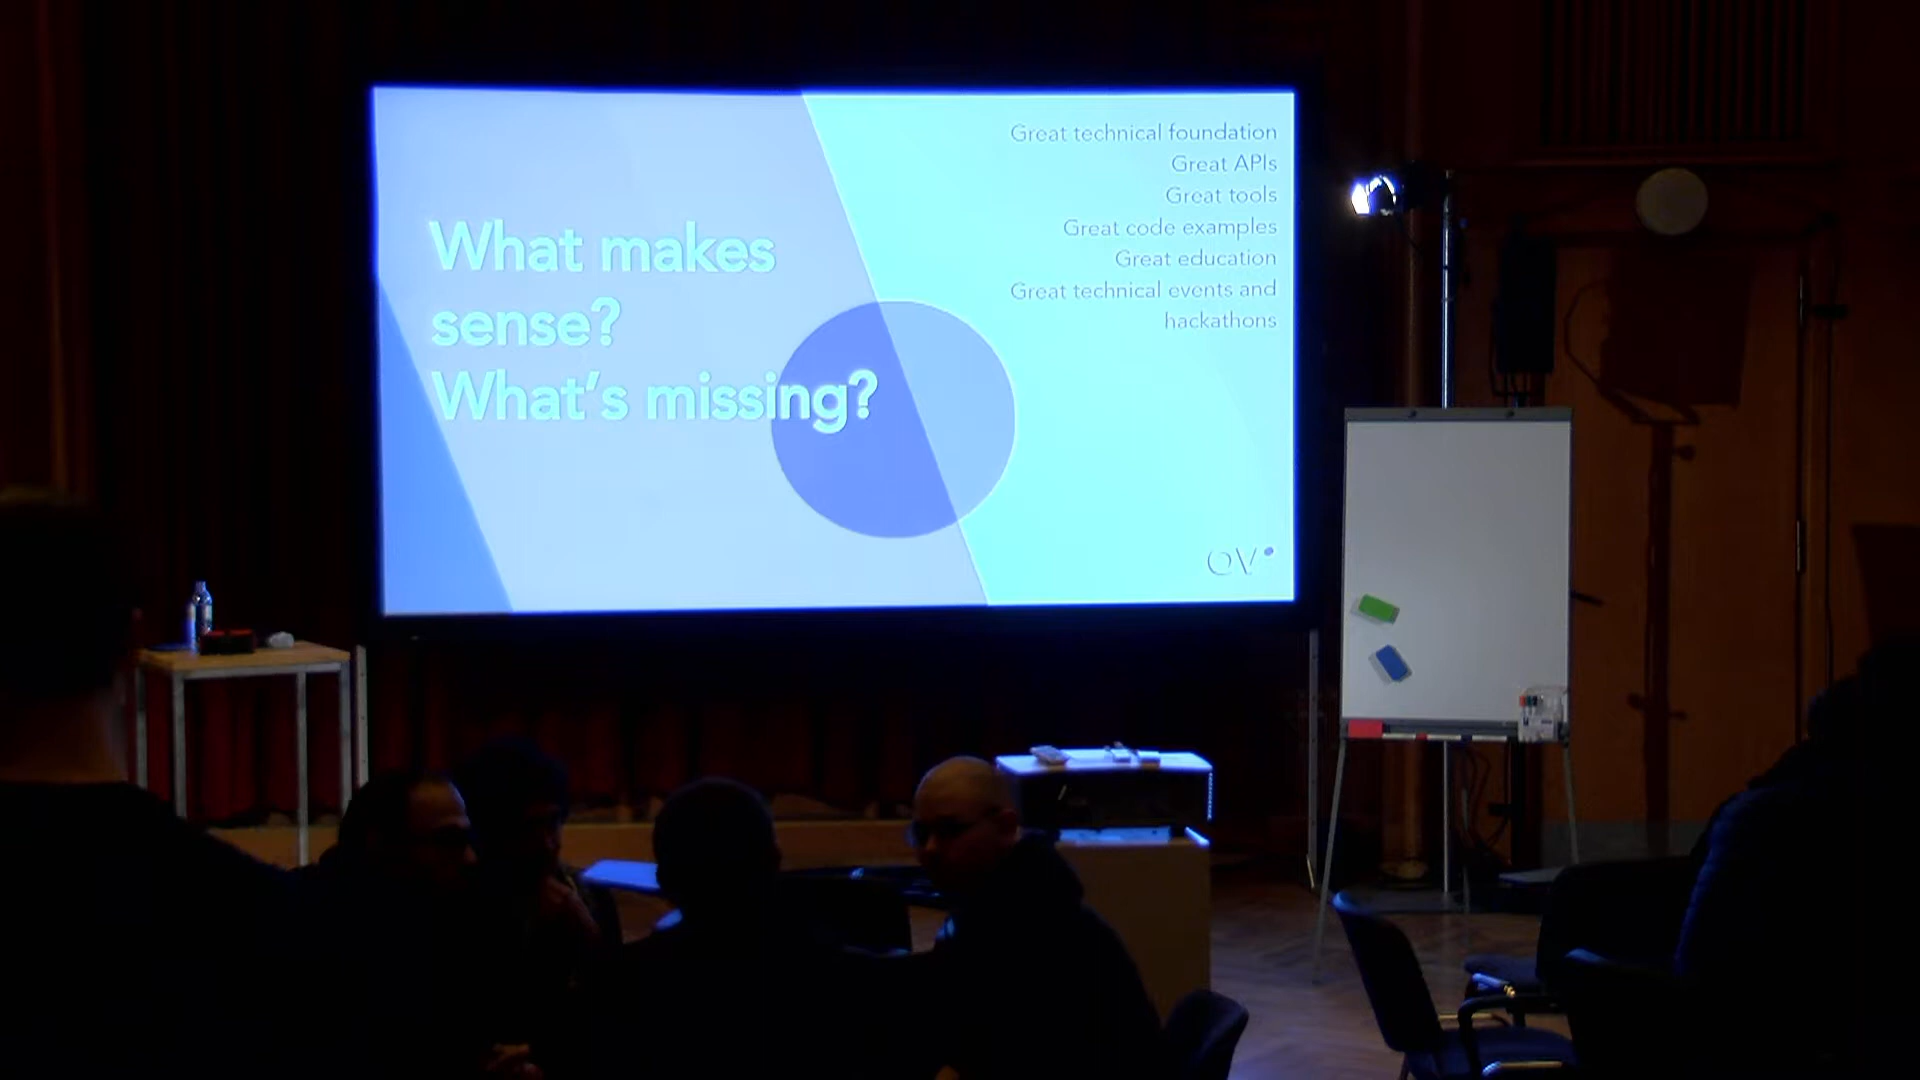 What makes
sense?
What's missing?
Great technical foundation
Great APIs
Great tools
Great code examples
Great education
Great technical events and
hackathons
OV